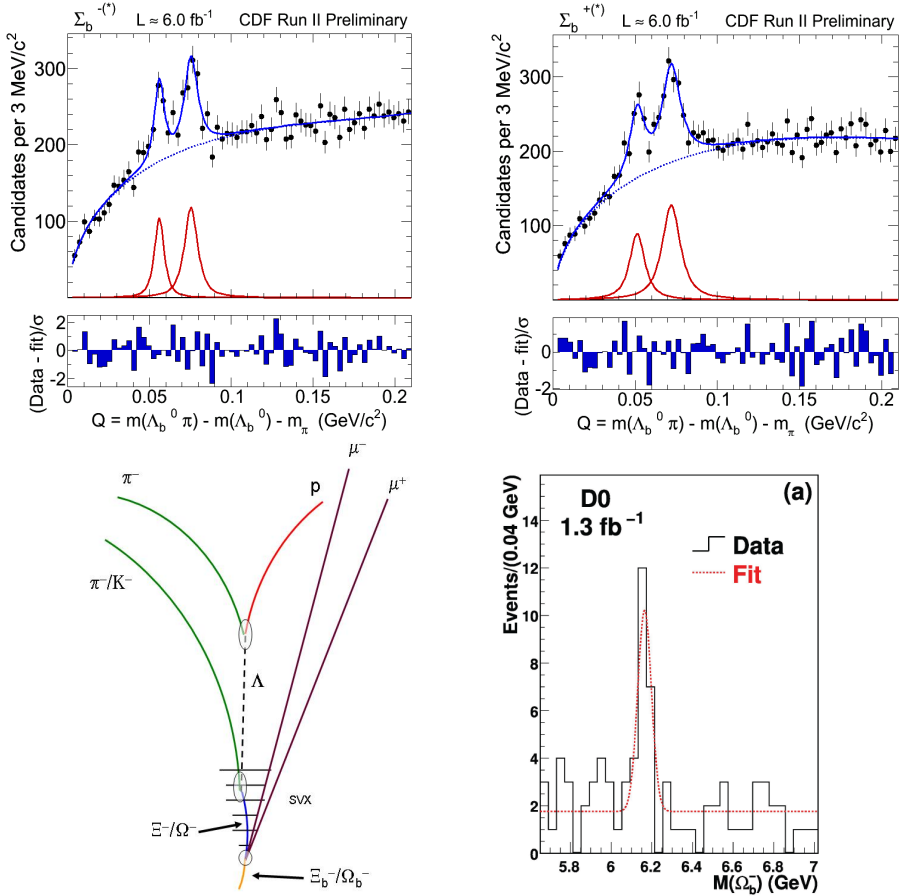 Σb -(*) L ≈ 6.0 fb-1 CDF Run II Preliminary
Candidates per 3 MeV/c2
300
200
100
(Data - fit)/σ
2
0
-2
0 0.05 0.1 0.15 0.2
Q = m(Λb0 π) - m(Λb0) - mπ (GeV/c2)
Σb +(*) L ≈ 6.0 fb-1 CDF Run II Preliminary
Candidates per 3 MeV/c2
300
200
100
(Data - fit)/σ
2
0
-2
0 0.05 0.1 0.15 0.2
Q = m(Λb0 π) - m(Λb0) - mπ (GeV/c2)
μ-
π-
p
μ+
π-/K-
Λ
SVX
Ξ-/Ω-
Ξb-/Ωb-
(a)
D0
1.3 fb-1
Data
Fit
Events/(0.04 GeV)
14
12
10
8
6
4
2
0
5.8 6 6.2 6.4 6.6 6.8 7
M(Ωb-) (GeV)